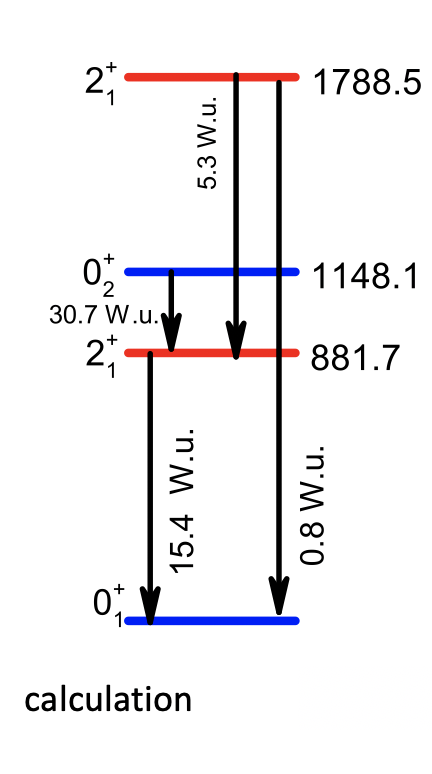 2⁺₁ 1788.5
5.3 W.u.
0⁺₂ 1148.1
30.7 W.u.
2⁺₁ 881.7
15.4 W.u.
0.8 W.u.
0⁺₁
calculation